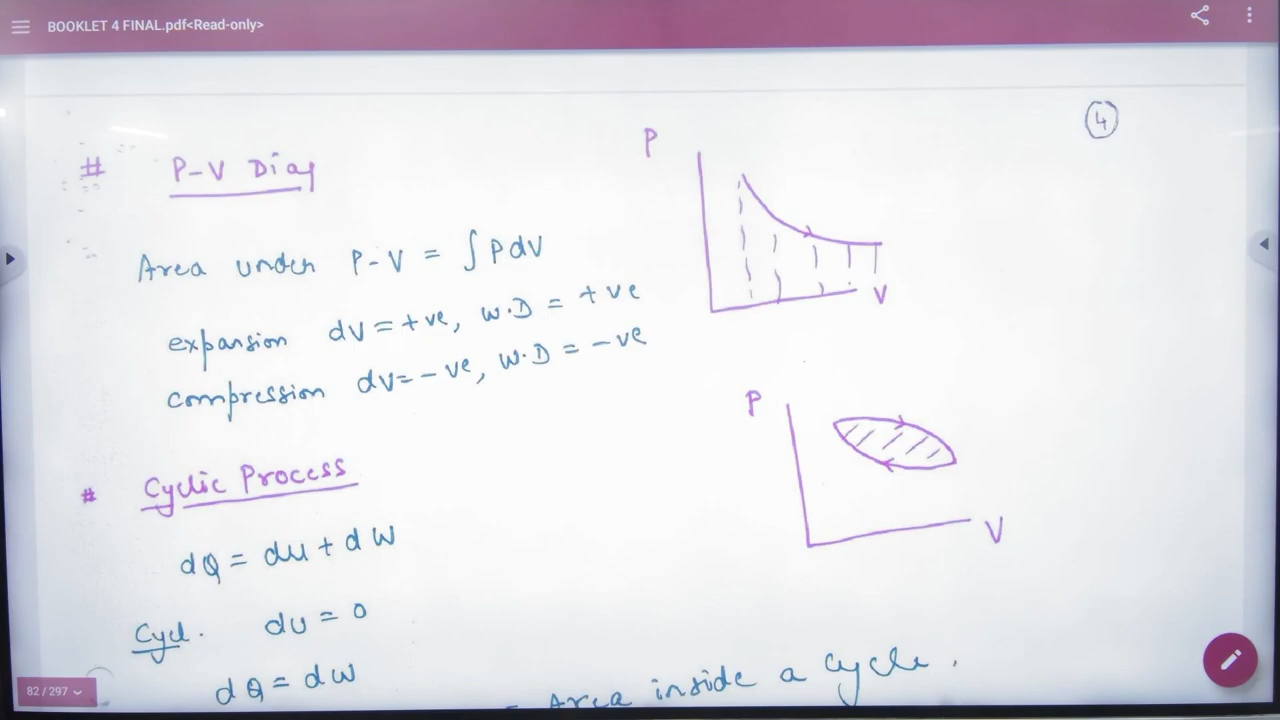 BOOKLET 4 FINAL.pdf<Read-only>
4
# P-V Diag
P
V
Area under P-V = ∫ P dV
expansion dV = +ve, W.D = +ve
compression dV = -ve, W.D = -ve
P
V
# Cyclic Process
dQ = du + dW
Cycl. du = 0
dQ = dW
= Area inside a cycle.
82 / 297